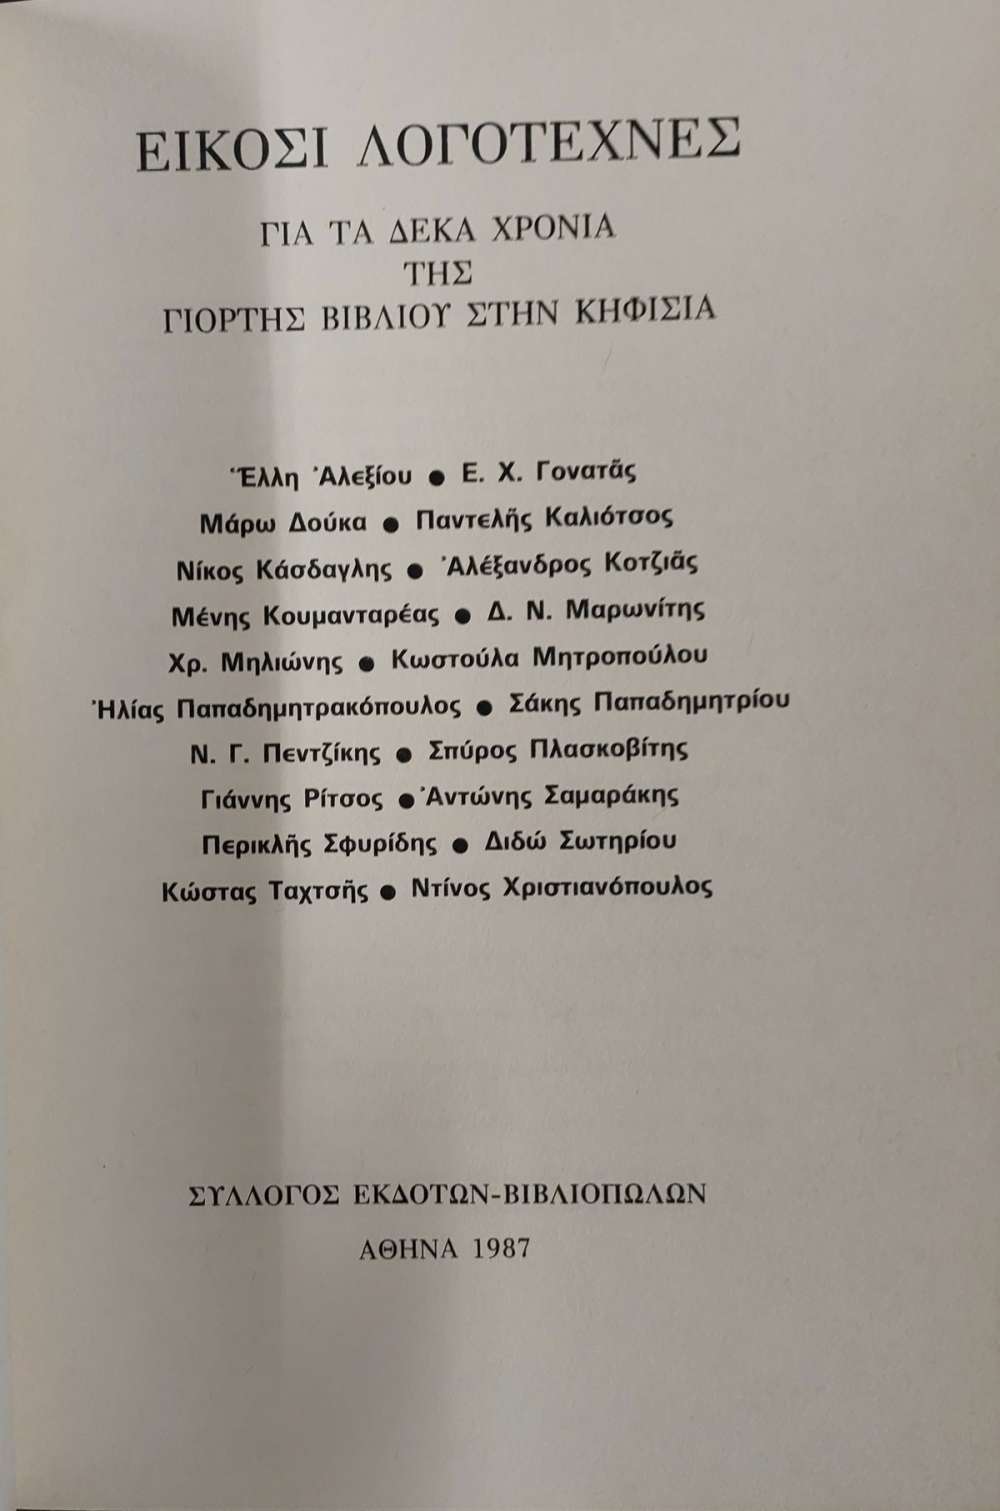 ΕΙΚΟΣΙ ΛΟΓΟΤΕΧΝΕΣ
ΓΙΑ ΤΑ ΔΕΚΑ ΧΡΟΝΙΑ
ΤΗΣ
ΓΙΟΡΤΗΣ ΒΙΒΛΙΟΥ ΣΤΗΝ ΚΗΦΙΣΙΑ
Ἕλλη Ἀλεξίου ● Ε. Χ. Γονατᾶς
Μάρω Δούκα ● Παντελῆς Καλιότσος
Νίκος Κάσδαγλης ● Ἀλέξανδρος Κοτζιᾶς
Μένης Κουμανταρέας ● Δ. Ν. Μαρωνίτης
Χρ. Μηλιώνης ● Κωστούλα Μητροπούλου
Ἠλίας Παπαδημητρακόπουλος ● Σάκης Παπαδημητρίου
Ν. Γ. Πεντζίκης ● Σπύρος Πλασκοβίτης
Γιάννης Ρίτσος ● Ἀντώνης Σαμαράκης
Περικλῆς Σφυρίδης ● Διδώ Σωτηρίου
Κώστας Ταχτσῆς ● Ντίνος Χριστιανόπουλος
ΣΥΛΛΟΓΟΣ ΕΚΔΟΤΩΝ-ΒΙΒΛΙΟΠΩΛΩΝ
ΑΘΗΝΑ 1987